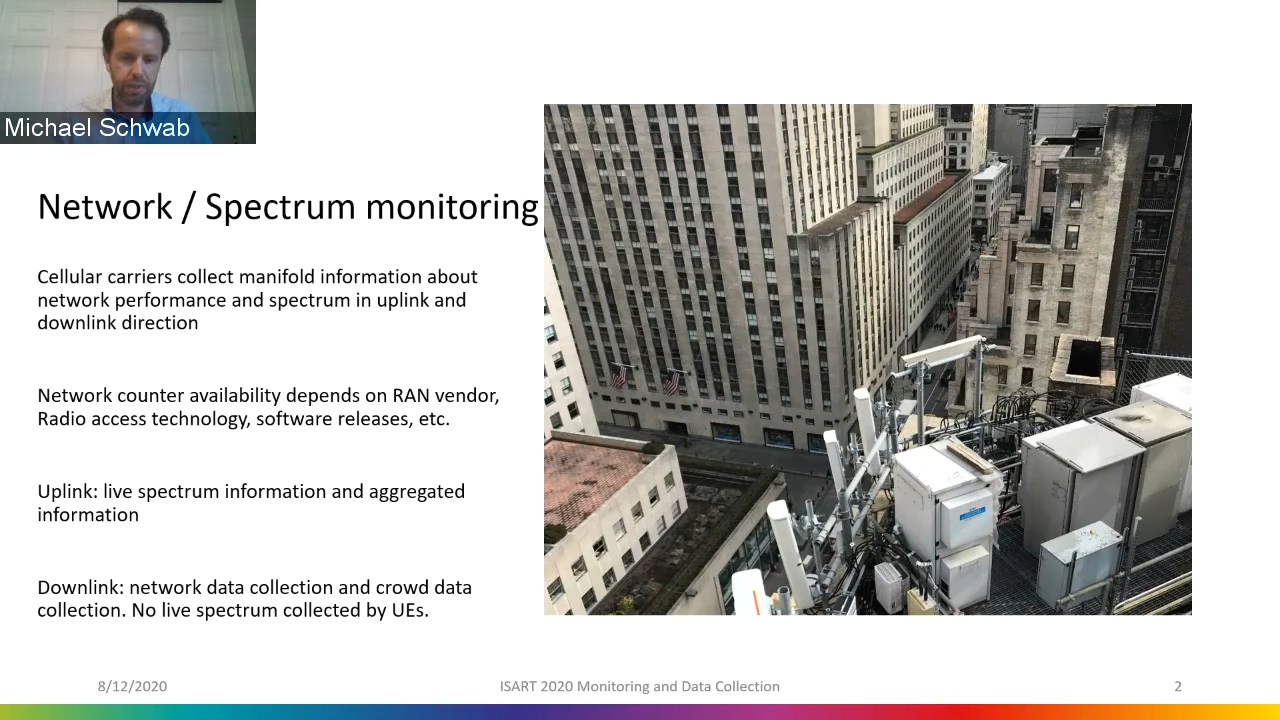 Michael Schwab
Network / Spectrum monitoring
Cellular carriers collect manifold information about
network performance and spectrum in uplink and
downlink direction
Network counter availability depends on RAN vendor,
Radio access technology, software releases, etc.
Uplink: live spectrum information and aggregated
information
Downlink: network data collection and crowd data
collection. No live spectrum collected by UEs.
8/12/2020
ISART 2020 Monitoring and Data Collection
2